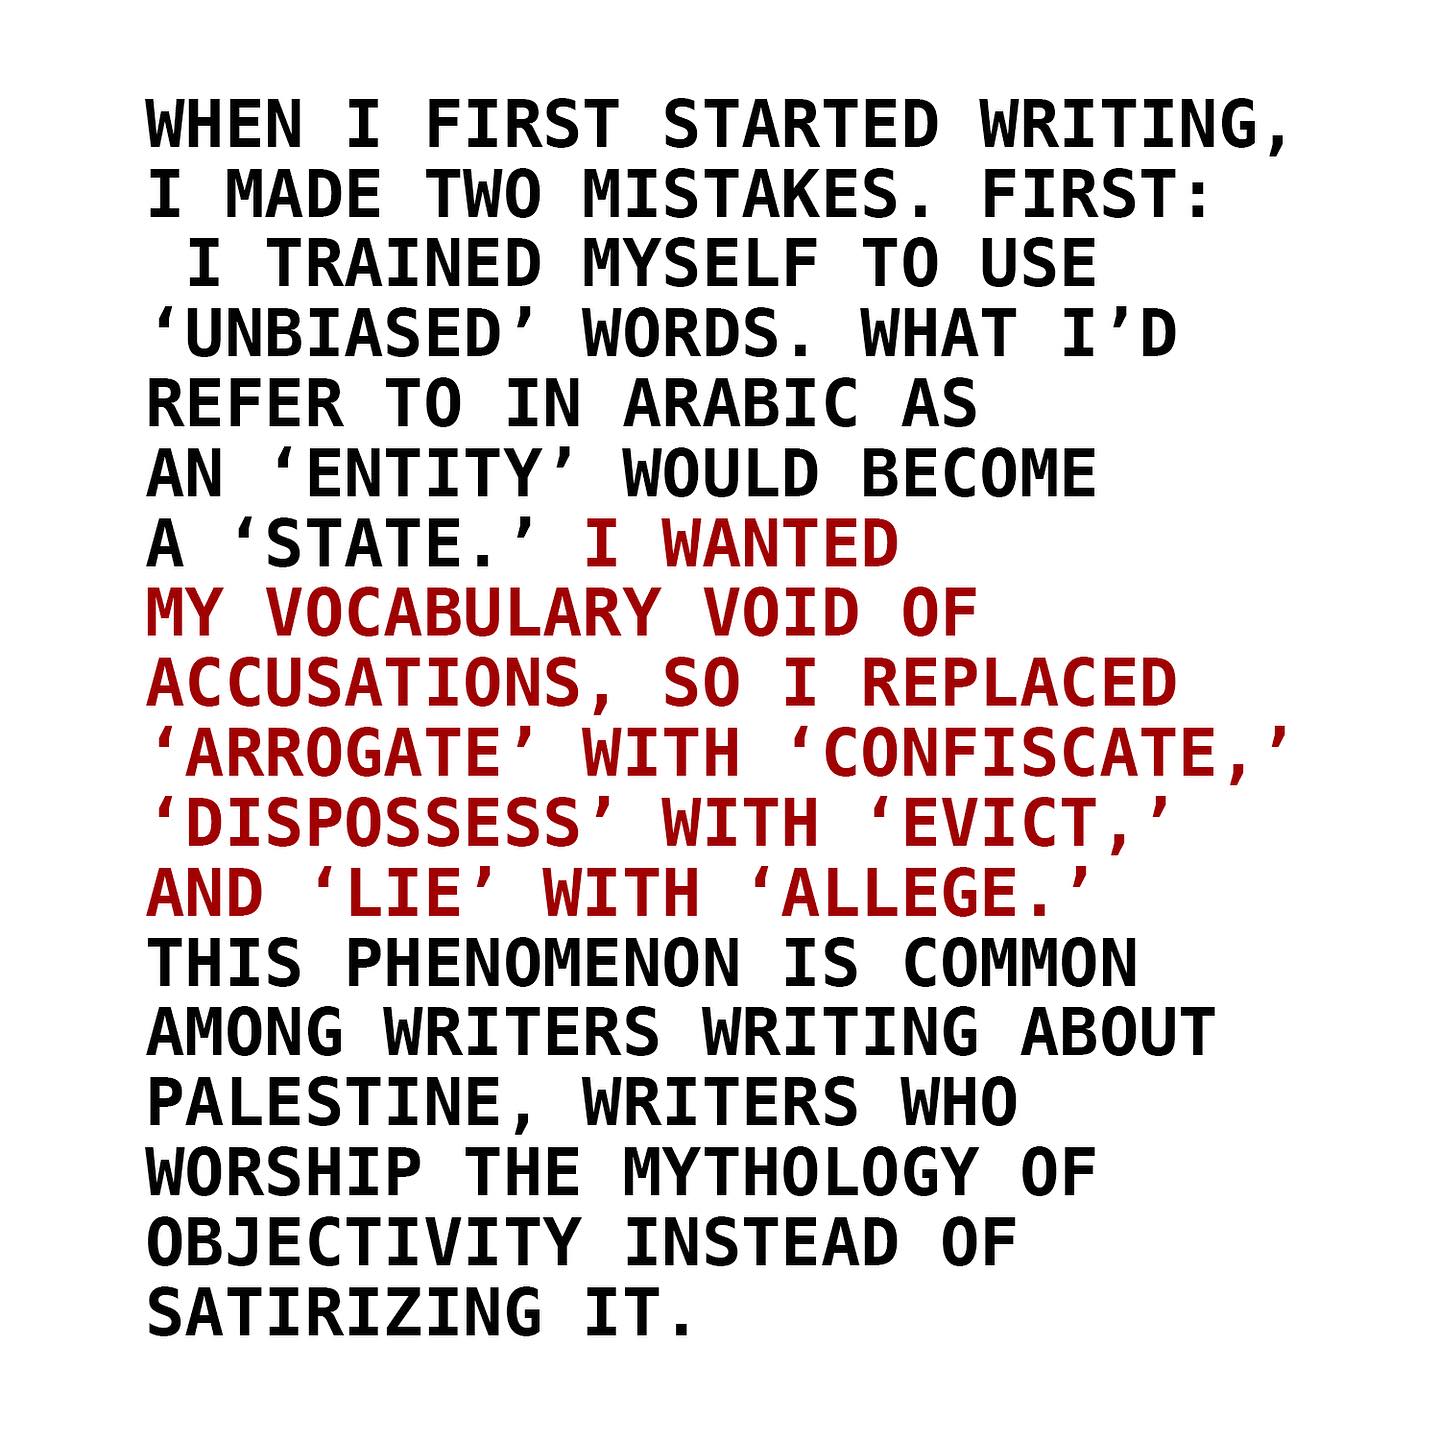 WHEN I FIRST STARTED WRITING,
I MADE TWO MISTAKES. FIRST:
I TRAINED MYSELF TO USE
‘UNBIASED’ WORDS. WHAT I’D
REFER TO IN ARABIC AS
AN ‘ENTITY’ WOULD BECOME
A ‘STATE.’ I WANTED
MY VOCABULARY VOID OF
ACCUSATIONS, SO I REPLACED
‘ARROGATE’ WITH ‘CONFISCATE,’
‘DISPOSSESS’ WITH ‘EVICT,’
AND ‘LIE’ WITH ‘ALLEGE.’
THIS PHENOMENON IS COMMON
AMONG WRITERS WRITING ABOUT
PALESTINE, WRITERS WHO
WORSHIP THE MYTHOLOGY OF
OBJECTIVITY INSTEAD OF
SATIRIZING IT.